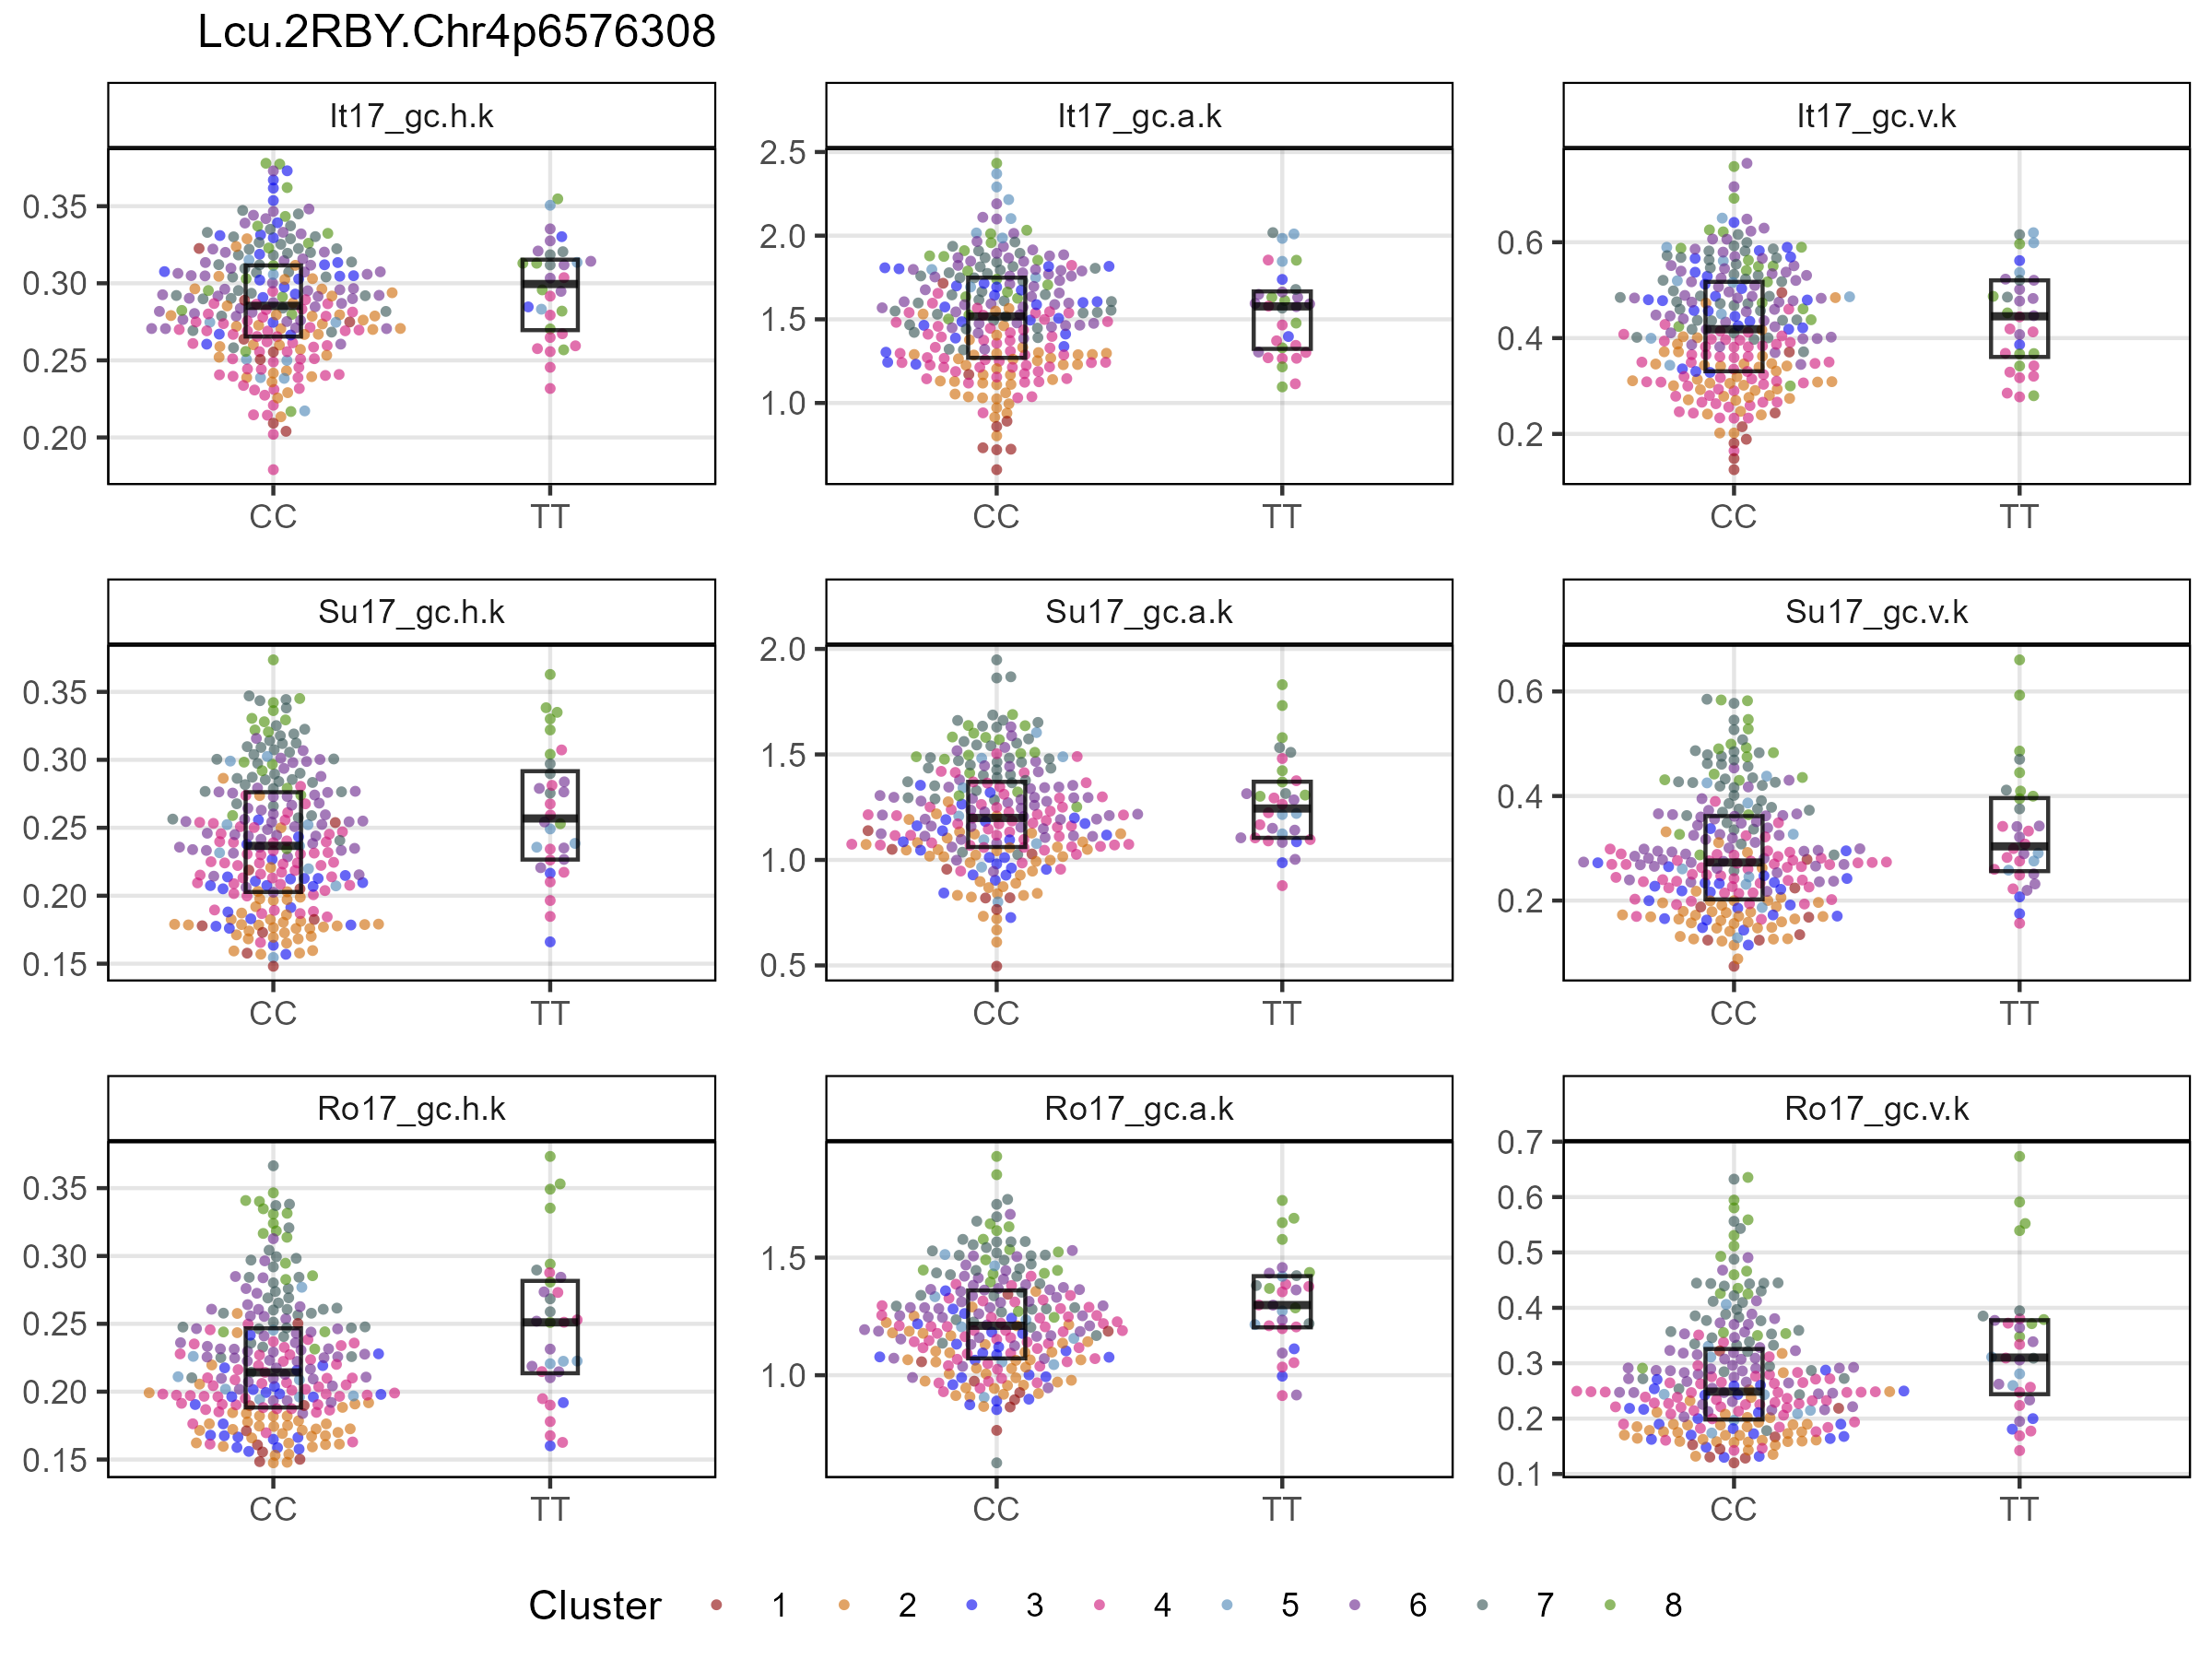 Lcu.2RBY.Chr4p6576308
It17_gc.h.k
It17_gc.a.k
It17_gc.v.k
0.35
0.30
0.25
0.20
2.5
2.0
1.5
1.0
0.6
0.4
0.2
CC
TT
CC
TT
CC
TT
Su17_gc.h.k
Su17_gc.a.k
Su17_gc.v.k
0.35
0.30
0.25
0.20
0.15
2.0
1.5
1.0
0.5
0.6
0.4
0.2
CC
TT
CC
TT
CC
TT
Ro17_gc.h.k
Ro17_gc.a.k
Ro17_gc.v.k
0.35
0.30
0.25
0.20
0.15
1.5
1.0
0.7
0.6
0.5
0.4
0.3
0.2
0.1
CC
TT
CC
TT
CC
TT
Cluster 1 2 3 4 5 6 7 8